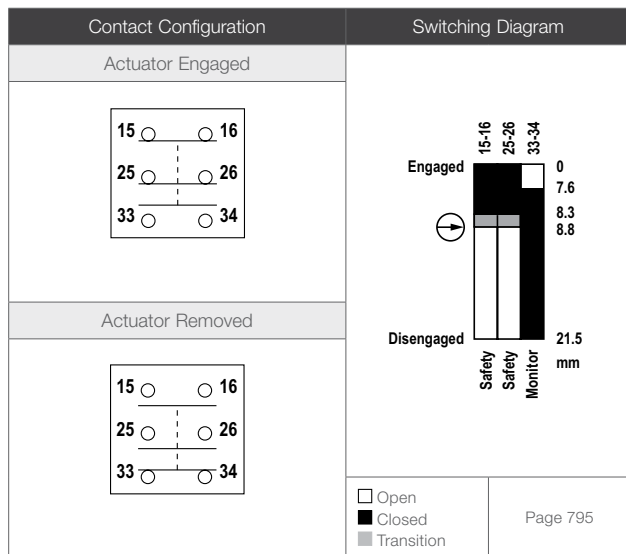 Contact Configuration
Switching Diagram
Actuator Engaged
15 16
25 26
33 34
Actuator Removed
15 16
25 26
33 34
15-16 25-26 33-34
Engaged 0
7.6
8.3
8.8
Disengaged 21.5
mm
Safety Safety Monitor
Open
Closed
Transition
Page 795